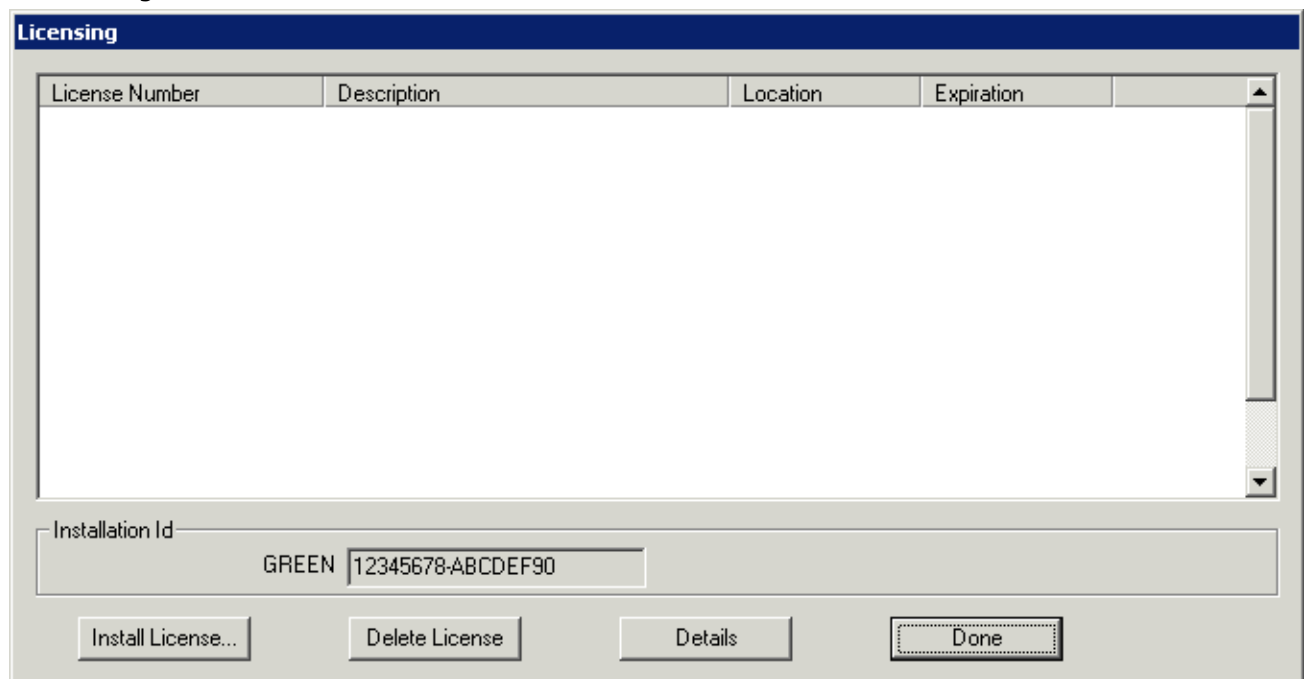 Licensing
License Number Description Location Expiration
Installation Id
GREEN 12345678-ABCDEF90
Install License... Delete License Details Done